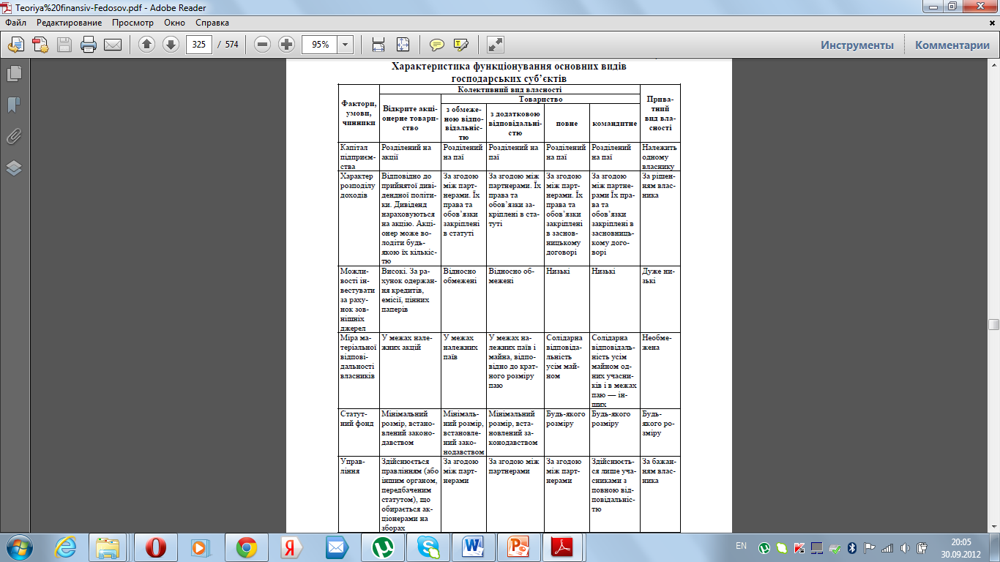 Teoriya%20finansiv-Fedosov.pdf - Adobe Reader
Файл Редактирование Просмотр Окно Справка
325 / 574 95% Инструменты Комментарии
Характеристика функціонування основних видів
господарських суб’єктів
Фактори,
умови,
чинники
Колективний вид власності
Відкрите акці-
онерне товари-
ство
Товариство
з обмеже-
ною відпо-
відальніс-
тю
з додатковою
відповідальні-
стю
повне
командитне
Прива-
тний
вид вла-
сності
Капітал
підприєм-
ства
Розділений на
акції
Розділений
на паї
Розділений на
паї
Розділений
на паї
Розділений
на паї
Належить
одному
власнику
Характер
розподілу
доходів
Відповідно до
прийнятої диві-
дендної політи-
ки. Дивіденд
нараховуються
на акцію. Акці-
онер може во-
лодіти будь-
якою їх кількіс-
тю
За згодою
між парт-
нерами. Їх
права та
обов’язки
закріплені
в статуті
За згодою між
партнерами. Їх
права та
обов’язки за-
кріплені в ста-
туті
За згодою
між парт-
нерами. Їх
права та
обов’язки
закріплені
в заснов-
ницькому
договорі
За згодою
між партне-
рами Їх пра-
ва та
обов’язки
закріплені в
засновниць-
кому дого-
ворі
За рішен-
ням влас-
ника
Можли-
вості ін-
вестувати
за раху-
нок зов-
нішніх
джерел
Високі. За ра-
хунок одержан-
ня кредитів,
емісії, цінних
паперів
Відносно
обмежені
Відносно об-
межені
Низькі
Низькі
Дуже ни-
зькі
Міра ма-
теріальної
відпові-
дальності
власників
У межах нале-
жних акцій
У межах
належних
паїв
У межах на-
лежних паїв і
майна, відпо-
відно до крат-
ного розміру
паю
Солідарна
відповіда-
льність
усім май-
ном
Солідарна
відповідаль-
ність усім
майном од-
них учасни-
ків і в межах
паю — ін-
ших
Необме-
жена
Статут-
ний фонд
Мінімальний
розмір, встано-
влений законо-
давством
Мінімаль-
ний розмір,
встановле-
ний зако-
нодавством
Мінімальний
розмір, вста-
новлений за-
конодавством
Будь-якого
розміру
Будь-якого
розміру
Будь-
якого ро-
зміру
Управ-
ління
Здійснюється
правлінням (або
іншим органом,
передбаченим
статутом), що
обирається ак-
ціонерами на
зборах
За згодою
між парт-
нерами
За згодою між
партнерами
За згодою
між парт-
нерами
Здійснюєть-
ся лише уча-
сниками з
повною від-
повідальніс-
тю
За бажан-
ням влас-
ника
EN
20:05
30.09.2012